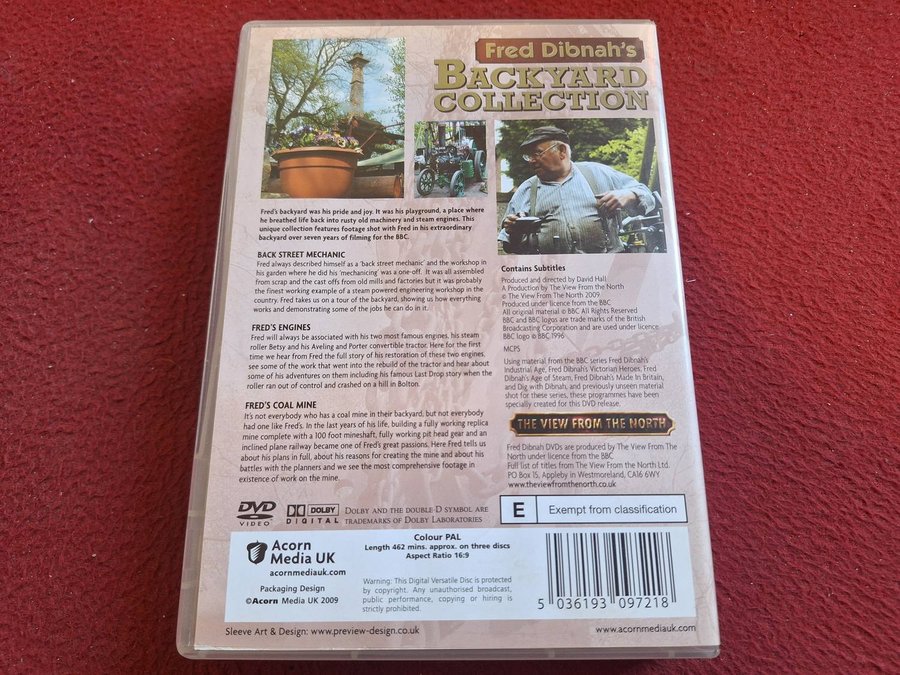 Fred Dibnah's
BACKYARD
COLLECTION
Fred's backyard was his pride and joy. It was his playground, a place where
he breathed life back into rusty old machinery and steam engines. This
unique collection features footage shot with Fred in his extraordinary
backyard over seven years of filming for the BBC.
BACK STREET MECHANIC
Fred always described himself as a 'back street mechanic' and the workshop in
his garden where he did his 'mechanicing' was a one-off. It was all assembled
from scrap and the cast offs from old mills and factories but it was probably
the finest working example of a steam powered engineering workshop in the
country. Fred takes us on a tour of the backyard, showing us how everything
works and demonstrating some of the jobs he can do in it.
FRED'S ENGINES
Fred will always be associated with his two most famous engines, his steam
roller Betsy and his Aveling and Porter convertible tractor. Here for the first
time we hear from Fred the full story of his restoration of these two engines,
see some of the work that went into the rebuild of the tractor and hear about
some of his adventures on them including his famous Last Drop story when the
roller ran out of control and crashed on a hill in Bolton.
FRED'S COAL MINE
It's not everybody who has a coal mine in their backyard, but not everybody
had one like Fred's. In the last years of his life, building a fully working replica
mine complete with a 100 foot mineshaft, fully working pit head gear and an
inclined plane railway became one of Fred's great passions. Here Fred tells us
about his plans in full, about his reasons for creating the mine and about his
battles with the planners and we see the most comprehensive footage in
existence of work on the mine.
Contains Subtitles
Produced and directed by David Hall
A Production by The View From the North
© The View From The North 2009
Produced under licence from the BBC
All original material © BBC All Rights Reserved
BBC and BBC logos are trade marks of the British
Broadcasting Corporation and are used under licence
BBC logo © BBC 1996
MCPS
Using material from the BBC series Fred Dibnah's
Industrial Age, Fred Dibnah's Victorian Heroes, Fred
Dibnah's Age of Steam, Fred Dibnah's Made In Britain,
and Dig with Dibnah, and previously unseen material
shot for these series, these programmes have been
specially created for this DVD release.
THE VIEW FROM THE NORTH
Fred Dibnah DVDs are produced by The View From The
North under licence from the BBC
Full list of titles from The View From the North Ltd.
PO Box 15, Appleby in Westmoreland, CA16 6WY
www.theviewfromthenorth.co.uk
DVD
VIDEO
DOLBY
DIGITAL
DOLBY AND THE DOUBLE-D SYMBOL ARE
TRADEMARKS OF DOLBY LABORATORIES
E Exempt from classification
Acorn
Media UK
acornmediauk.com
Packaging Design
©Acorn Media UK 2009
Colour PAL
Length 462 mins. approx. on three discs
Aspect Ratio 16:9
Warning: This Digital Versatile Disc is protected
by copyright. Any unauthorised broadcast,
public performance, copying or hiring is
strictly prohibited.
5 036193 097218
Sleeve Art & Design: www.preview-design.co.uk
www.acornmediauk.com